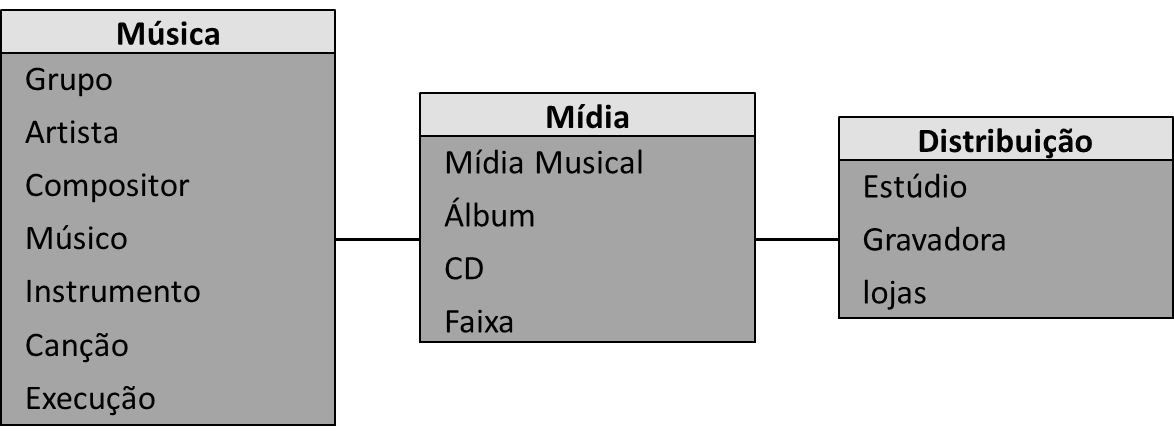 Música
Grupo
Artista
Compositor
Músico
Instrumento
Canção
Execução
Mídia
Mídia Musical
Álbum
CD
Faixa
Distribuição
Estúdio
Gravadora
lojas